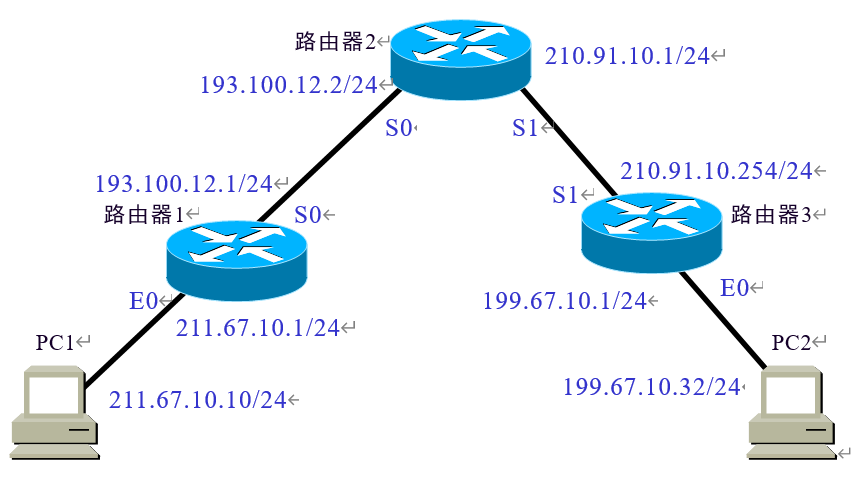 路由器2
210.91.10.1/24
193.100.12.2/24
S0
S1
193.100.12.1/24
210.91.10.254/24
路由器1
S0
S1
路由器3
E0
199.67.10.1/24
E0
211.67.10.1/24
PC1
PC2
211.67.10.10/24
199.67.10.32/24